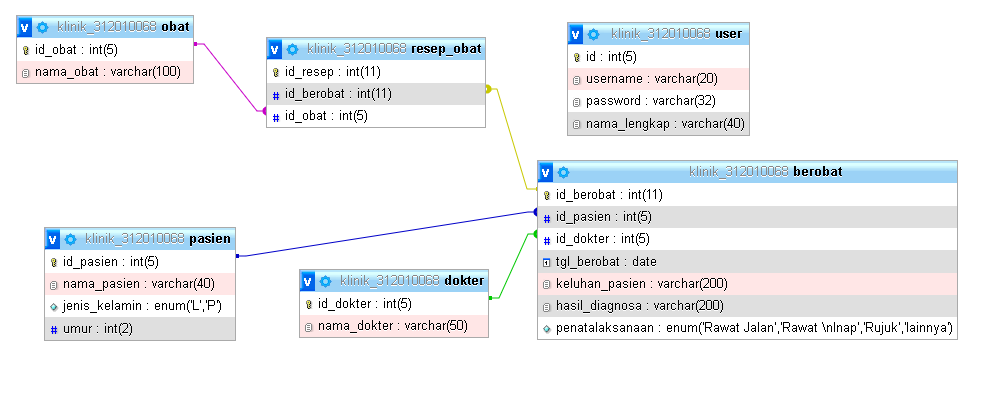 v klinik_312010068 obat
id_obat : int(5)
nama_obat : varchar(100)
v klinik_312010068 resep_obat
id_resep : int(11)
# id_berobat : int(11)
# id_obat : int(5)
v klinik_312010068 user
id : int(5)
username : varchar(20)
password : varchar(32)
nama_lengkap : varchar(40)
v klinik_312010068 berobat
id_berobat : int(11)
# id_pasien : int(5)
# id_dokter : int(5)
tgl_berobat : date
keluhan_pasien : varchar(200)
hasil_diagnosa : varchar(200)
penatalaksanaan : enum('Rawat Jalan','Rawat \nInap','Rujuk','lainnya')
v klinik_312010068 pasien
id_pasien : int(5)
nama_pasien : varchar(40)
jenis_kelamin : enum('L','P')
# umur : int(2)
v klinik_312010068 dokter
id_dokter : int(5)
nama_dokter : varchar(50)